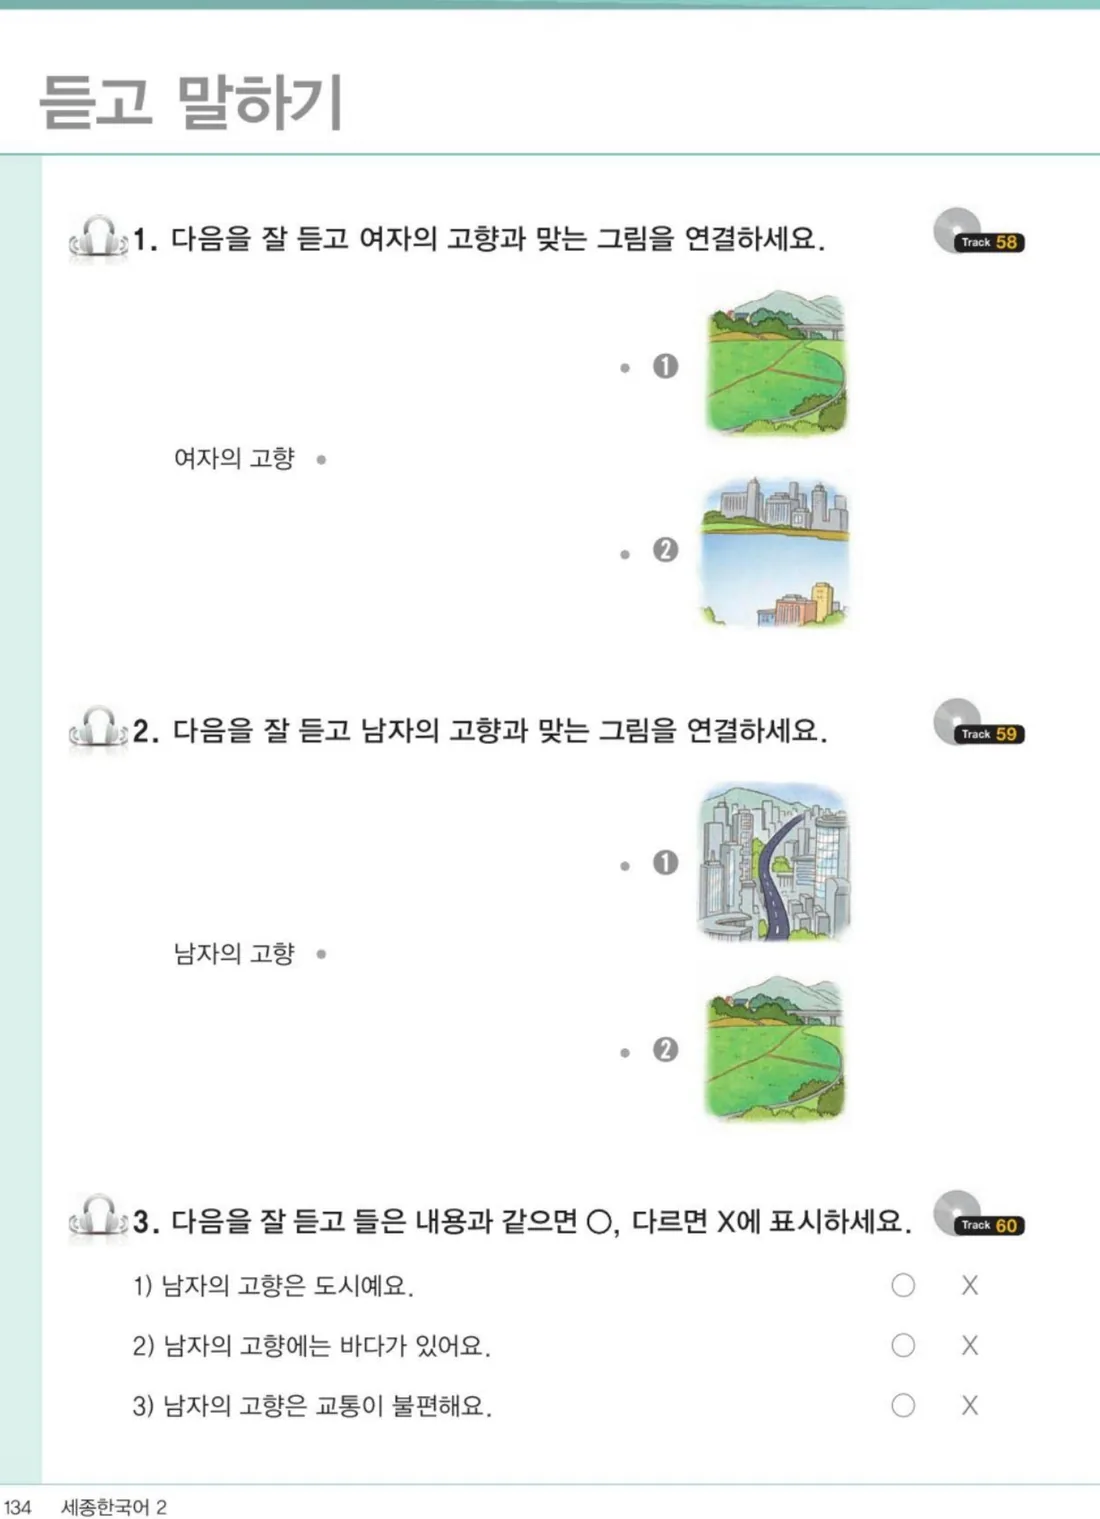 듣고 말하기
1. 다음을 잘 듣고 여자의 고향과 맞는 그림을 연결하세요.
Track 58
❶
여자의 고향
❷
2. 다음을 잘 듣고 남자의 고향과 맞는 그림을 연결하세요.
Track 59
❶
남자의 고향
❷
3. 다음을 잘 듣고 들은 내용과 같으면 ○, 다르면 X에 표시하세요.
Track 60
1) 남자의 고향은 도시예요. ○ X
2) 남자의 고향에는 바다가 있어요. ○ X
3) 남자의 고향은 교통이 불편해요. ○ X
134 세종한국어 2